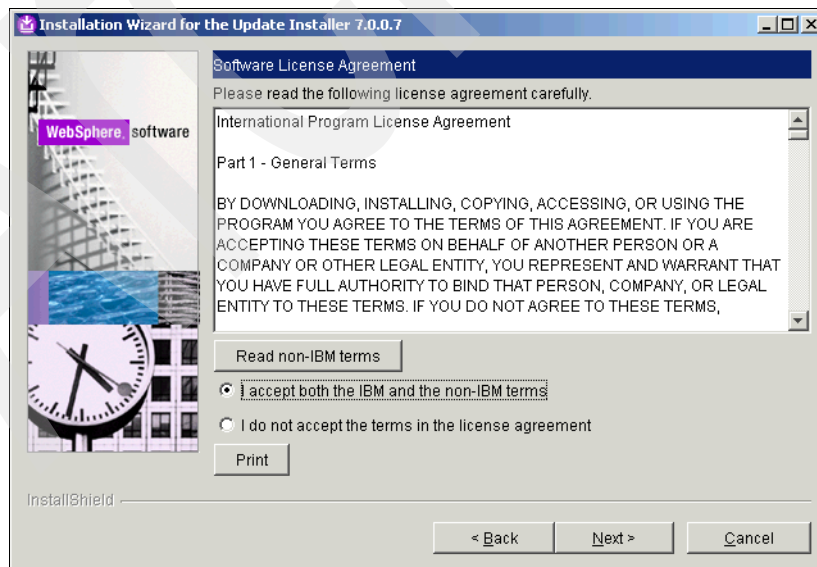 Installation Wizard for the Update Installer 7.0.0.7
WebSphere. software
Software License Agreement
Please read the following license agreement carefully.
International Program License Agreement
Part 1 - General Terms
BY DOWNLOADING, INSTALLING, COPYING, ACCESSING, OR USING THE
PROGRAM YOU AGREE TO THE TERMS OF THIS AGREEMENT. IF YOU ARE
ACCEPTING THESE TERMS ON BEHALF OF ANOTHER PERSON OR A
COMPANY OR OTHER LEGAL ENTITY, YOU REPRESENT AND WARRANT THAT
YOU HAVE FULL AUTHORITY TO BIND THAT PERSON, COMPANY, OR LEGAL
ENTITY TO THESE TERMS. IF YOU DO NOT AGREE TO THESE TERMS,
Read non-IBM terms
I accept both the IBM and the non-IBM terms
I do not accept the terms in the license agreement
Print
InstallShield
< Back
Next >
Cancel